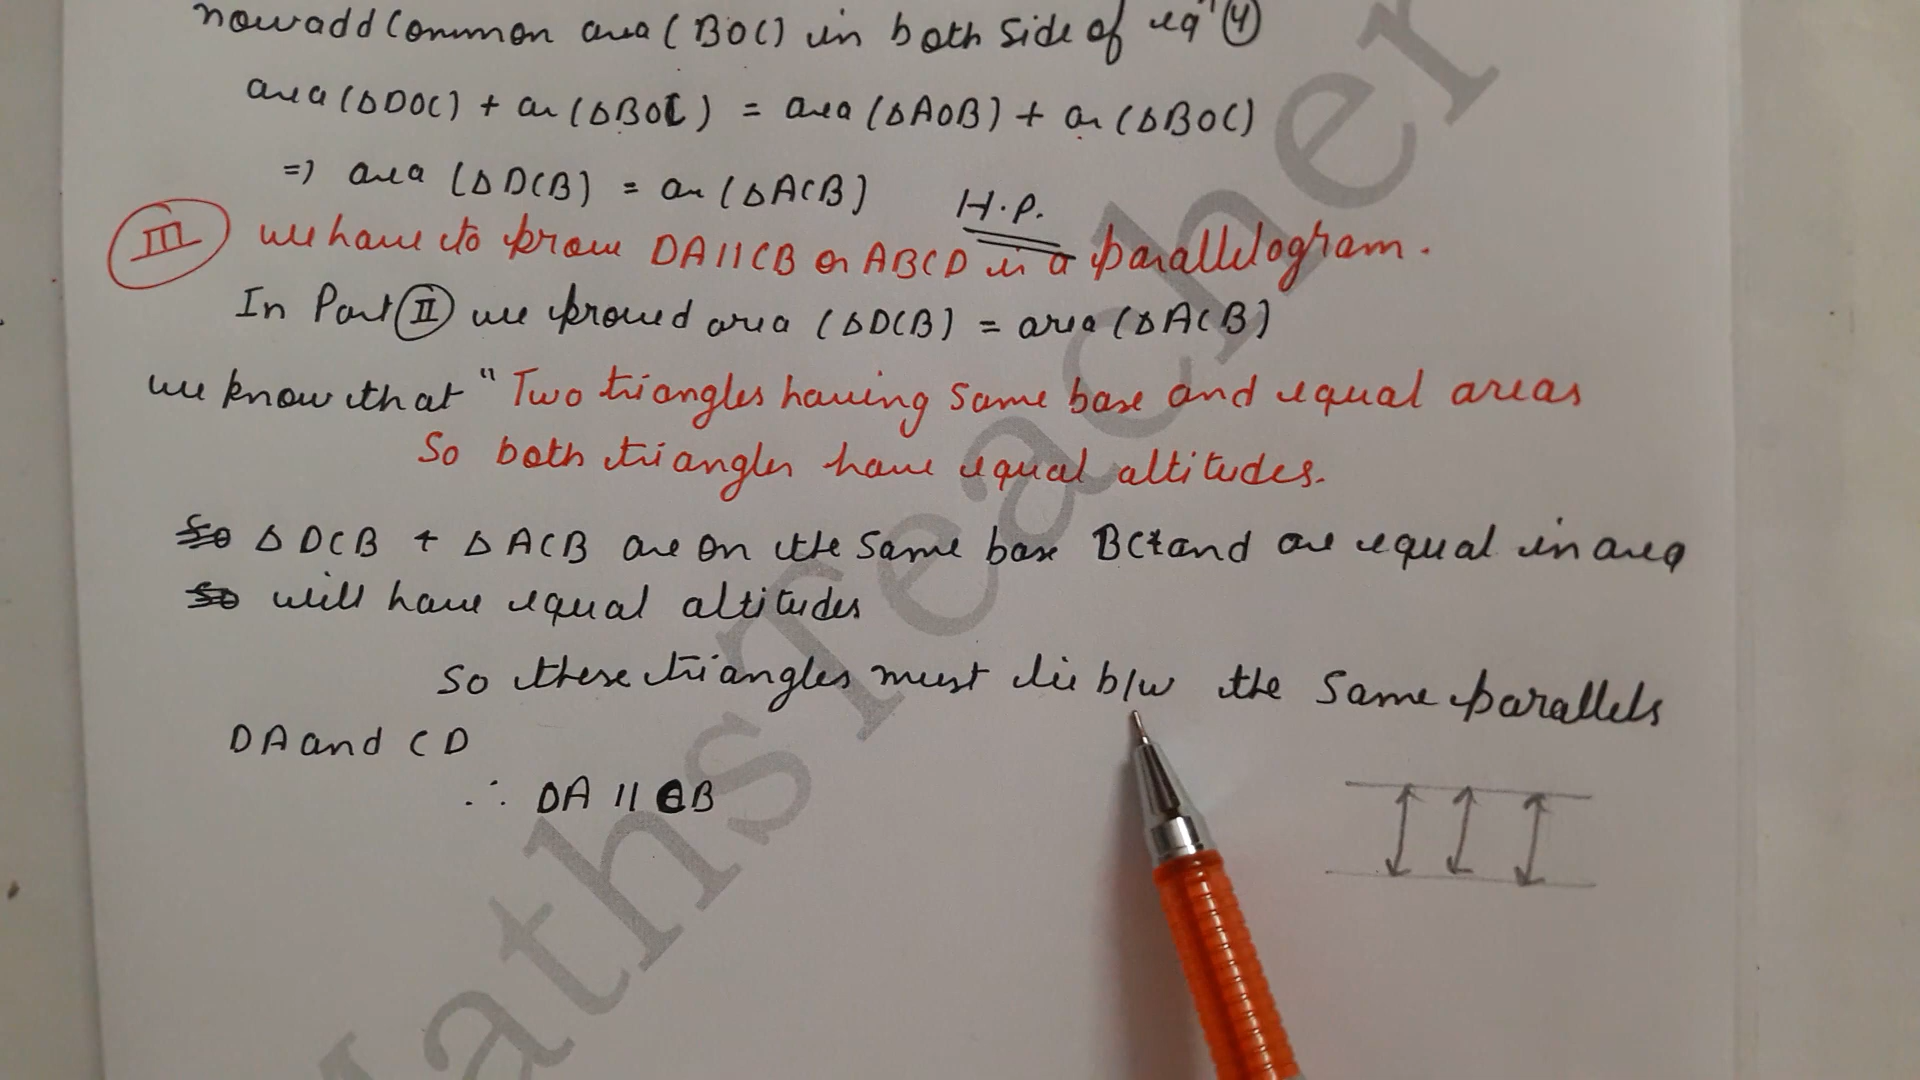 now add Common area (BOC) in both Side of eqⁿ (4)
area (ΔDOC) + ar (ΔBOC) = area (ΔAOB) + ar (ΔBOC)
=> area (ΔDCB) = ar (ΔACB) H.P.
III we have to prove DA||CB or ABCD is a parallelogram.
In Part II we proved area (ΔDCB) = area (ΔACB)
we know that "Two triangles having Same base and equal areas
So both triangles have equal altitudes.
So ΔDCB + ΔACB are on the Same base BC and are equal in area
So will have equal altitudes
So these triangles must lie b/w the Same parallels
DA and CD
∴ DA || CB
Maths Teacher